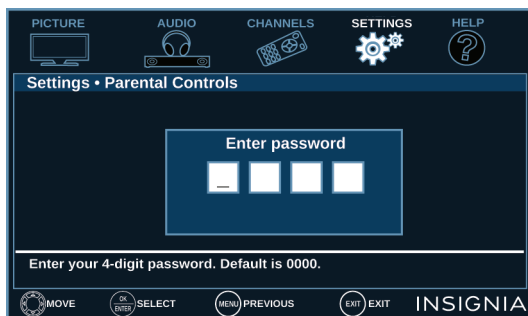 PICTURE AUDIO CHANNELS SETTINGS HELP
Settings • Parental Controls
Enter password
_
Enter your 4-digit password. Default is 0000.
MOVE OK ENTER SELECT MENU PREVIOUS EXIT EXIT INSIGNIA